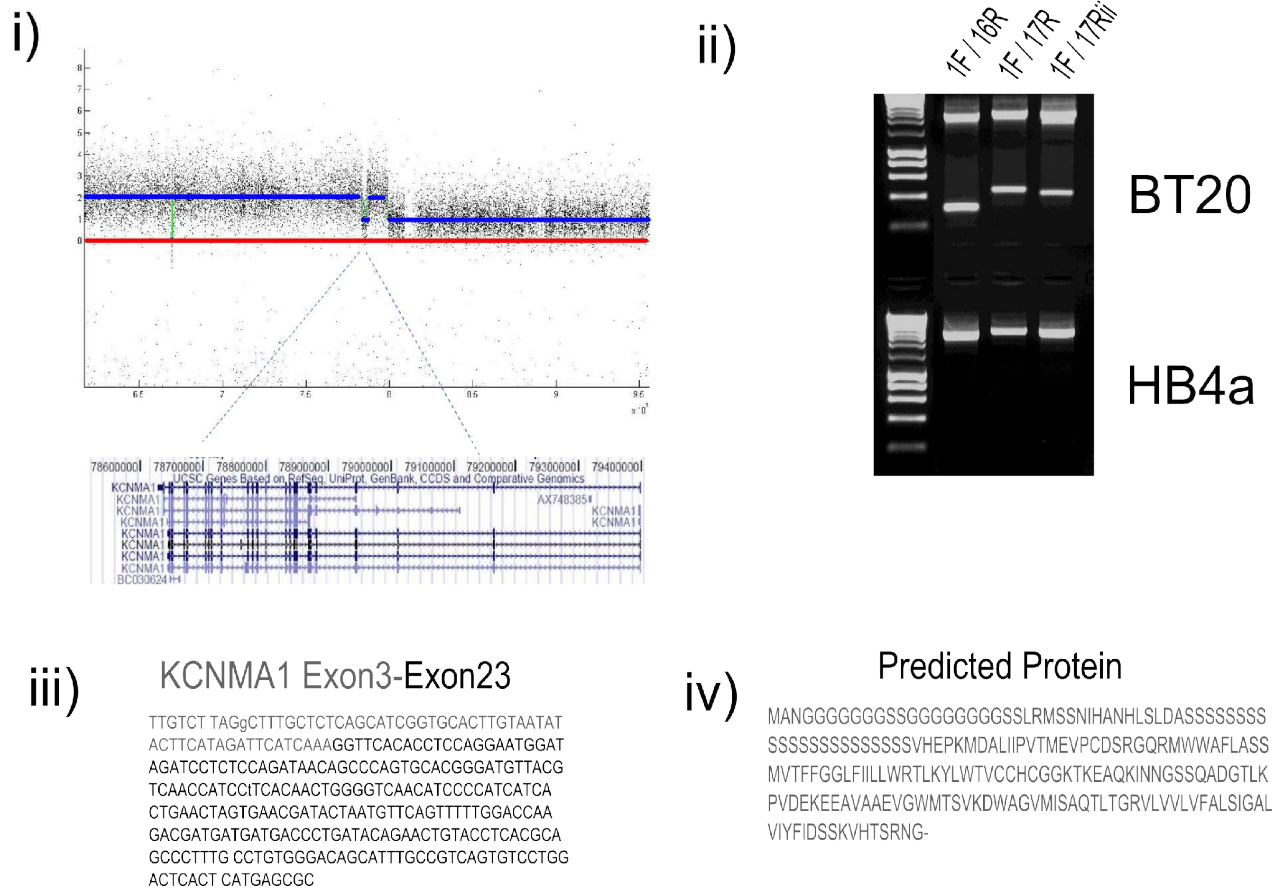 i)
8
7
6
5
4
3
2
1
0
6.5 7 7.5 8 8.5 9 9.5
x 10
78600000 78700000 78800000 78900000 79000000 79100000 79200000 79300000 79400000
UCSC Genes Based on RefSeq, UniProt, GenBank, CCDS and Comparative Genomics
KCNMA1
KCNMA1 AX748385
KCNMA1 KCNMA1
KCNMA1 KCNMA1
KCNMA1
KCNMA1
KCNMA1
KCNMA1
BC030624
ii)
1F / 16R
1F / 17R
1F / 17Rii
BT20
HB4a
iii)
KCNMA1 Exon3-Exon23
TTGTCT TAGgCTTTGCTCTCAGCATCGGTGCACTTGTAATAT
ACTTCATAGATTCATCAAAGGTTCACACCTCCAGGAATGGAT
AGATCCTCTCCAGATAACAGCCCAGTGCACGGGATGTTACG
TCAACCATCCtTCACAACTGGGGTCAACATCCCCATCATCA
CTGAACTAGTGAACGATACTAATGTTCAGTTTTTGGACCAA
GACGATGATGATGACCCTGATACAGAACTGTACCTCACGCA
GCCCTTTG CCTGTGGGACAGCATTTGCCGTCAGTGTCCTGG
ACTCACT CATGAGCGC
iv)
Predicted Protein
MANGGGGGGGSSGGGGGGGGGSSLRMSSNIHANHLSLDASSSSSSSS
SSSSSSSSSSSSSSVHEPKMDALIIPVTMEVPCDSRGQRMWWAFLASS
MVTFFGGLFIILLWRTLKYLWTVCCHCGGKTKEAQKINNGSSQADGTLK
PVDEKEEAVAAEVGWMTSVKDWAGVMISAQTLTGRVLVVLVFALSIGAL
VIYFIDSSKVHTSRNG-